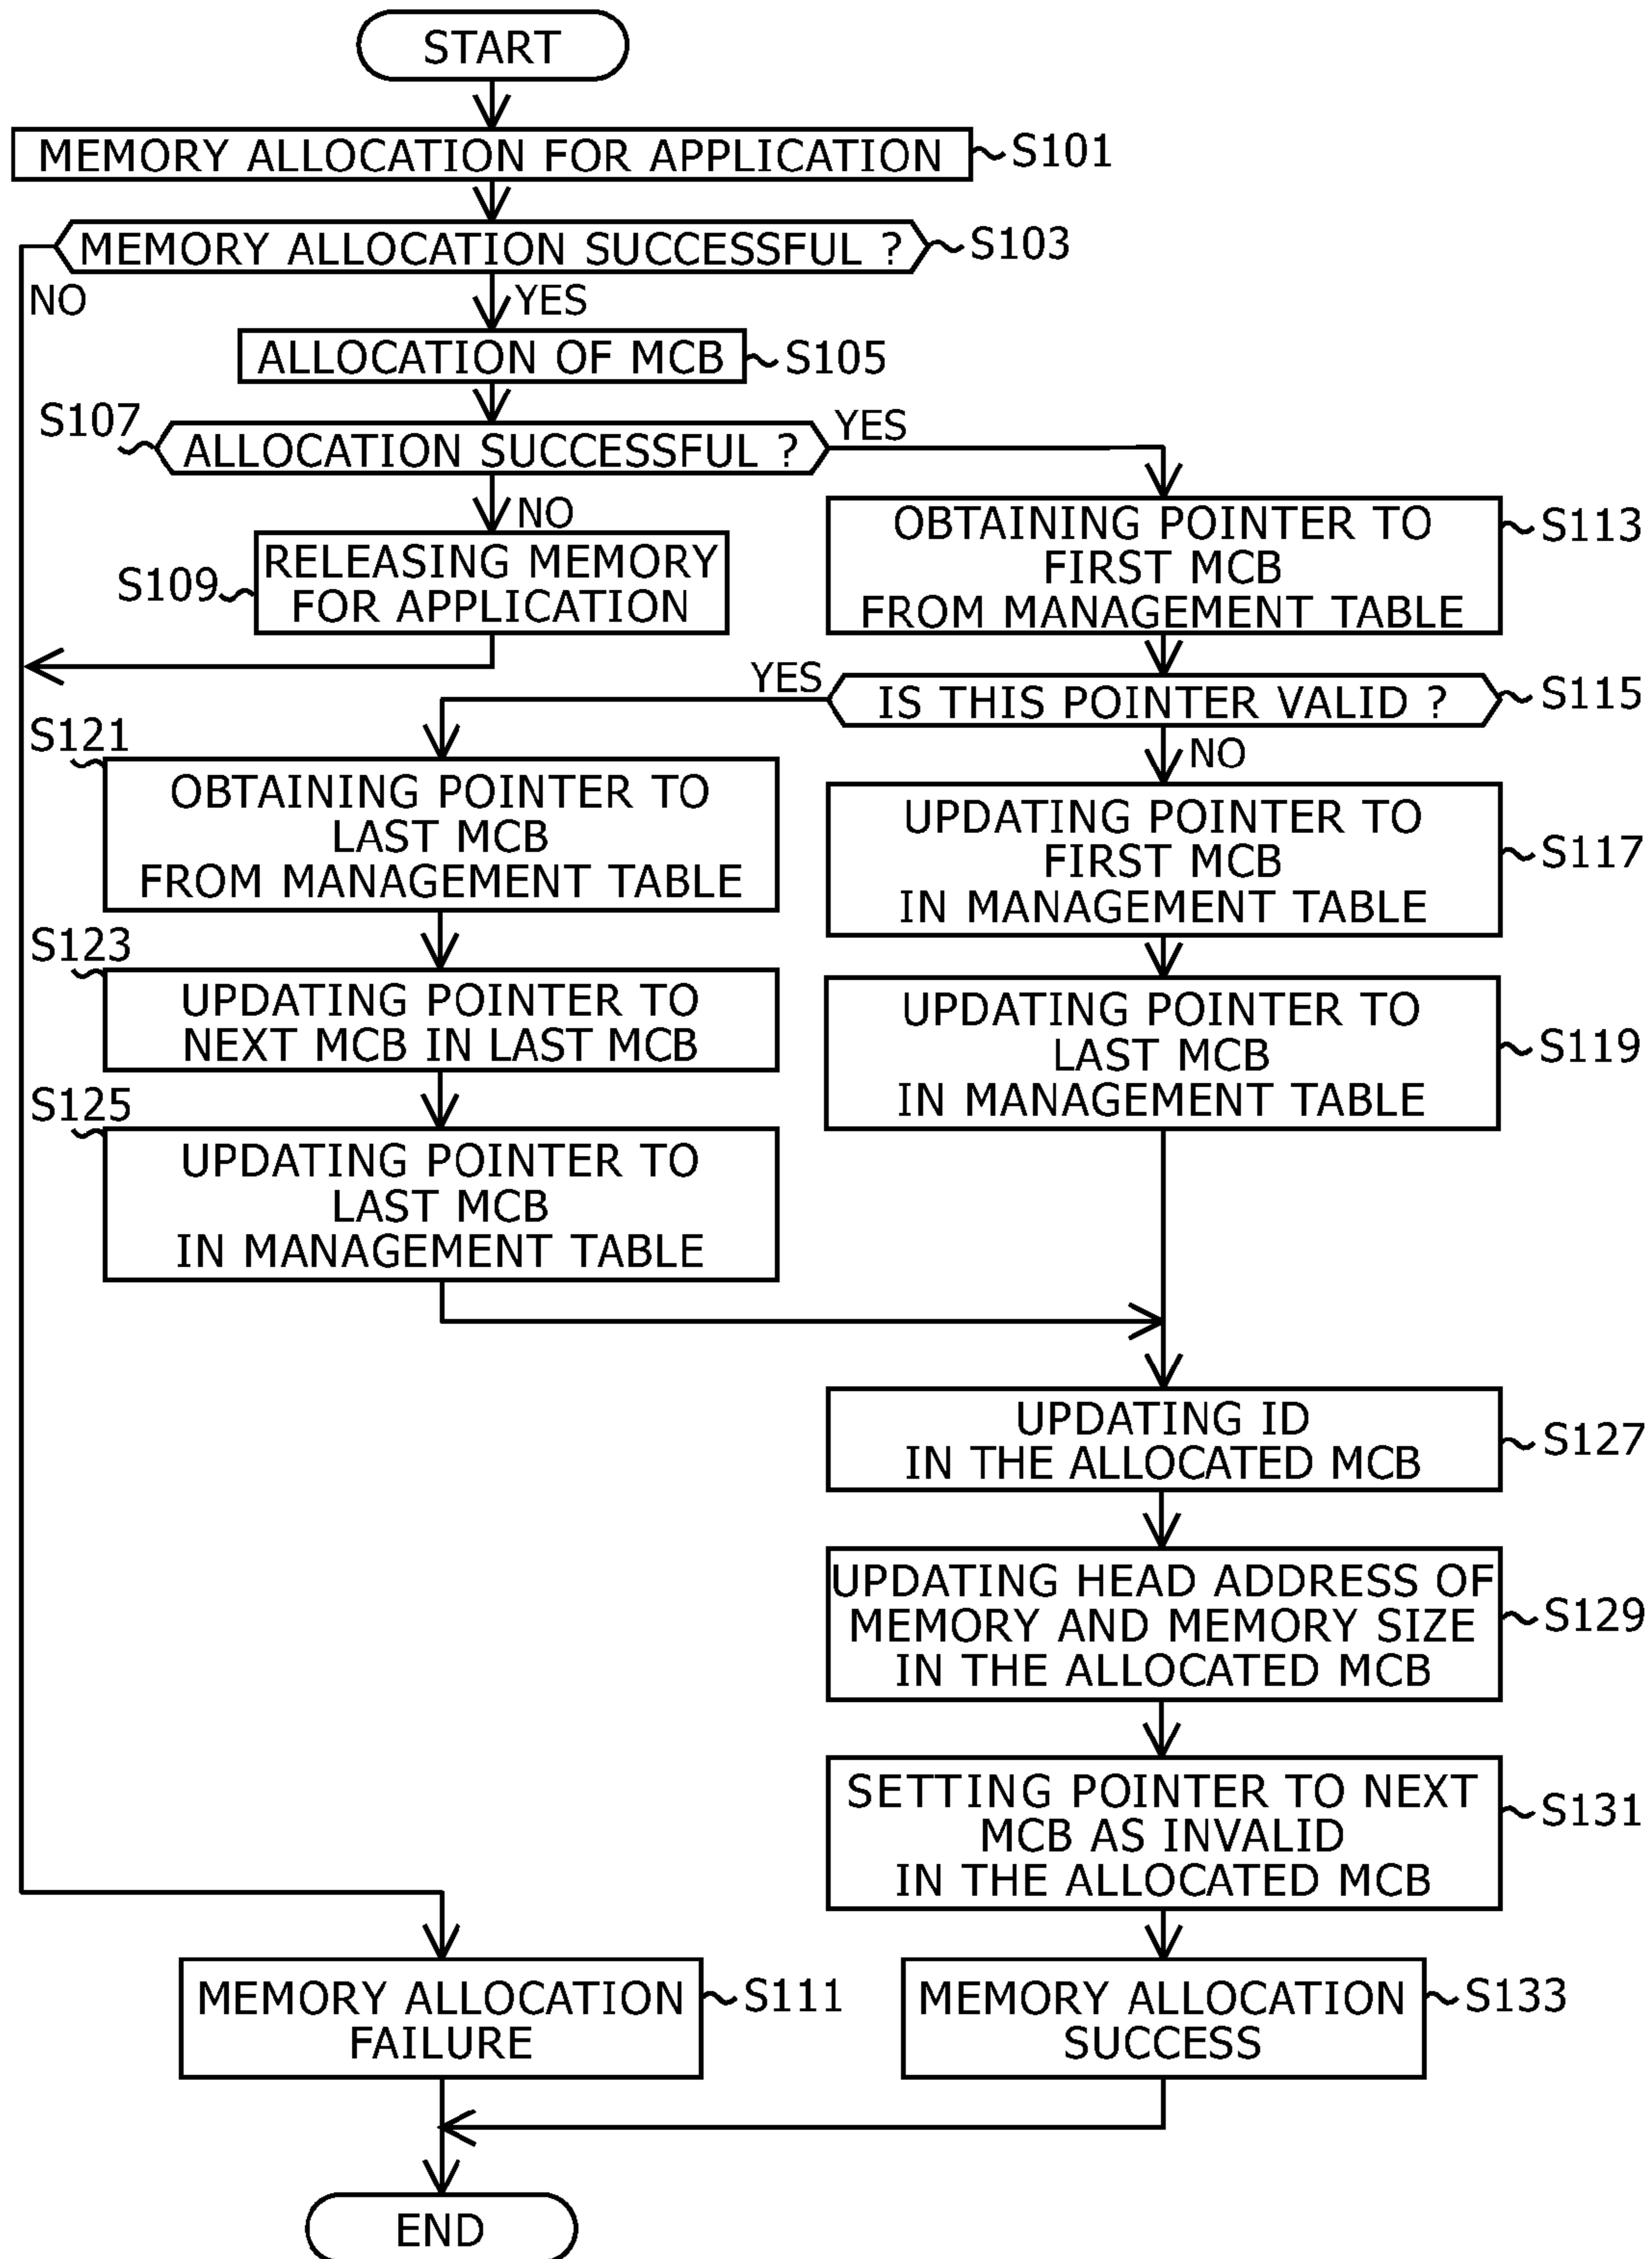 START
MEMORY ALLOCATION FOR APPLICATION
S101
MEMORY ALLOCATION SUCCESSFUL ?
S103
NO
YES
ALLOCATION OF MCB
S105
S107
ALLOCATION SUCCESSFUL ?
YES
NO
S109
RELEASING MEMORY
FOR APPLICATION
OBTAINING POINTER TO
FIRST MCB
FROM MANAGEMENT TABLE
S113
YES
IS THIS POINTER VALID ?
S115
NO
S121
OBTAINING POINTER TO
LAST MCB
FROM MANAGEMENT TABLE
UPDATING POINTER TO
FIRST MCB
IN MANAGEMENT TABLE
S117
S123
UPDATING POINTER TO
NEXT MCB IN LAST MCB
UPDATING POINTER TO
LAST MCB
IN MANAGEMENT TABLE
S119
S125
UPDATING POINTER TO
LAST MCB
IN MANAGEMENT TABLE
UPDATING ID
IN THE ALLOCATED MCB
S127
UPDATING HEAD ADDRESS OF
MEMORY AND MEMORY SIZE
IN THE ALLOCATED MCB
S129
SETTING POINTER TO NEXT
MCB AS INVALID
IN THE ALLOCATED MCB
S131
MEMORY ALLOCATION
FAILURE
S111
MEMORY ALLOCATION
SUCCESS
S133
END